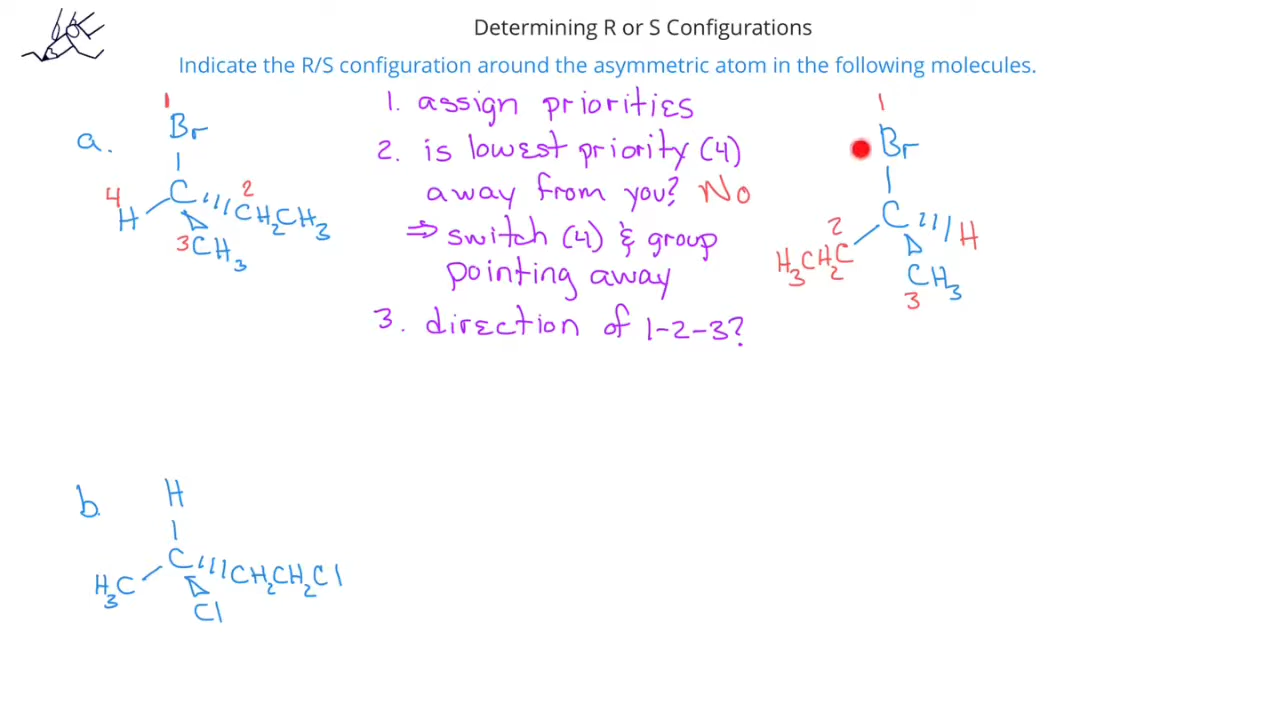 Determining R or S Configurations
Indicate the R/S configuration around the asymmetric atom in the following molecules.
a.
1
Br
C
4
H
2
CH2CH3
3
CH3
1. assign priorities
2. is lowest priority (4)
away from you? No
⇒ switch (4) & group
pointing away
3. direction of 1-2-3?
1
Br
C
2
H3CH2C
H
CH3
3
b.
H
C
H3C
CH2CH2Cl
Cl